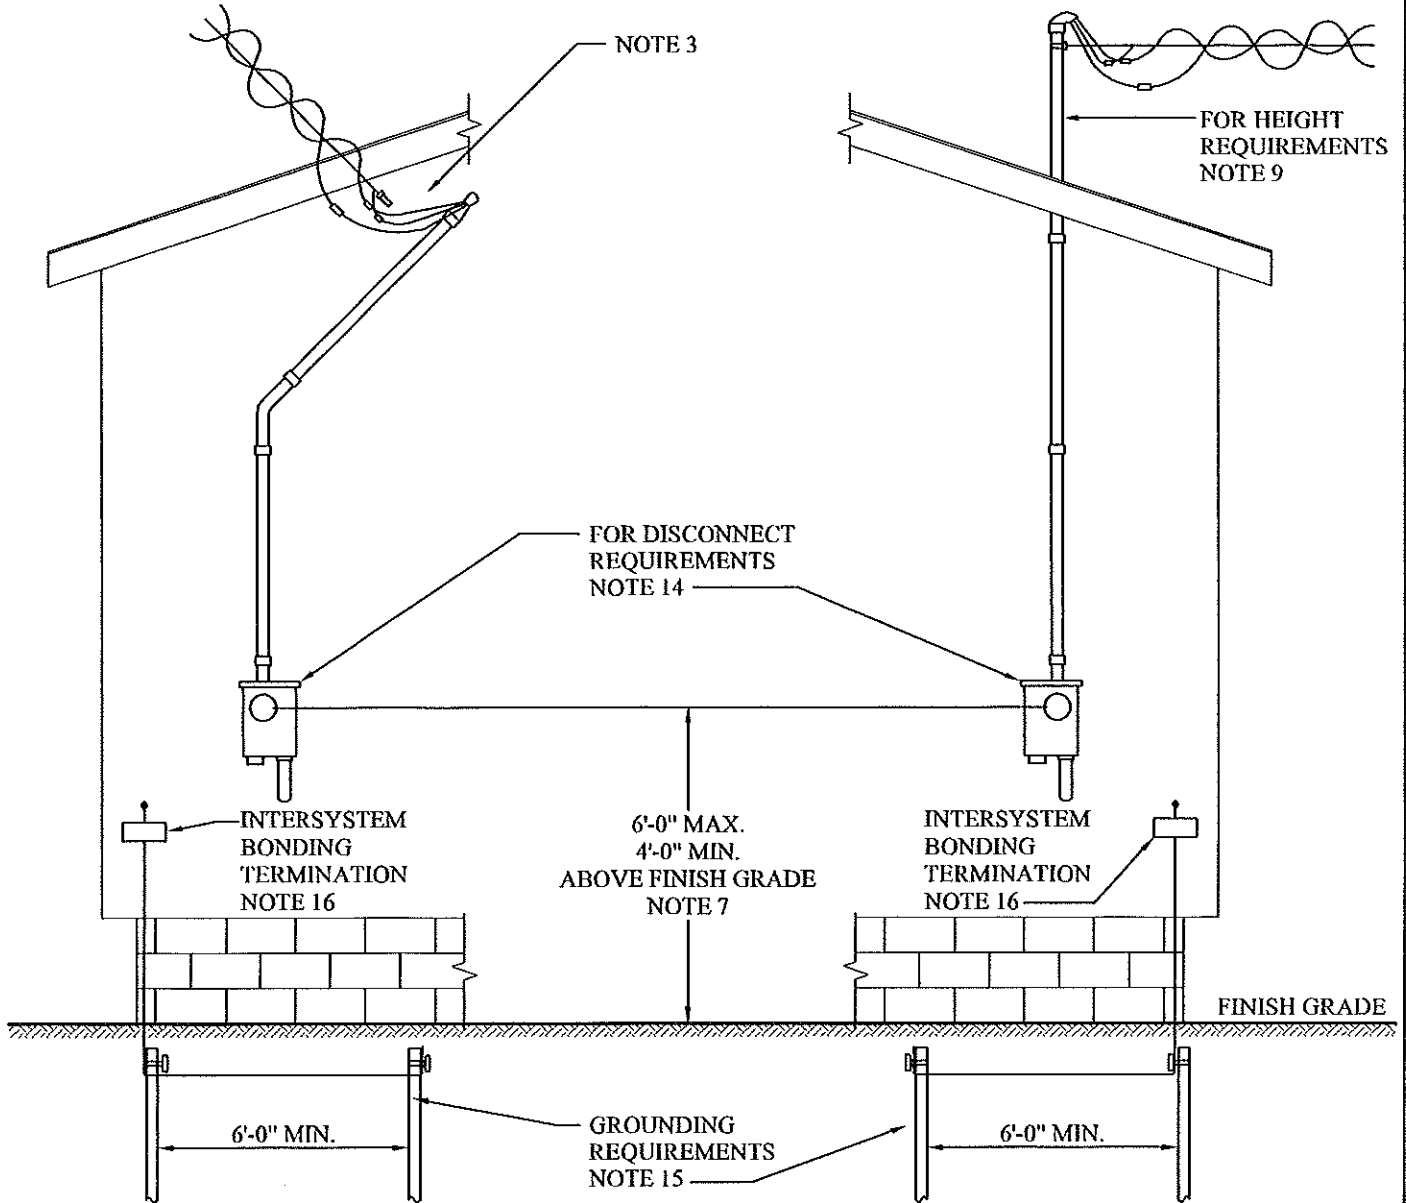 NOTE 3
FOR HEIGHT
REQUIREMENTS
NOTE 9
FOR DISCONNECT
REQUIREMENTS
NOTE 14
INTERSYSTEM
BONDING
TERMINATION
NOTE 16
6'-0" MAX.
4'-0" MIN.
ABOVE FINISH GRADE
NOTE 7
INTERSYSTEM
BONDING
TERMINATION
NOTE 16
FINISH GRADE
6'-0" MIN.
GROUNDING
REQUIREMENTS
NOTE 15
6'-0" MIN.